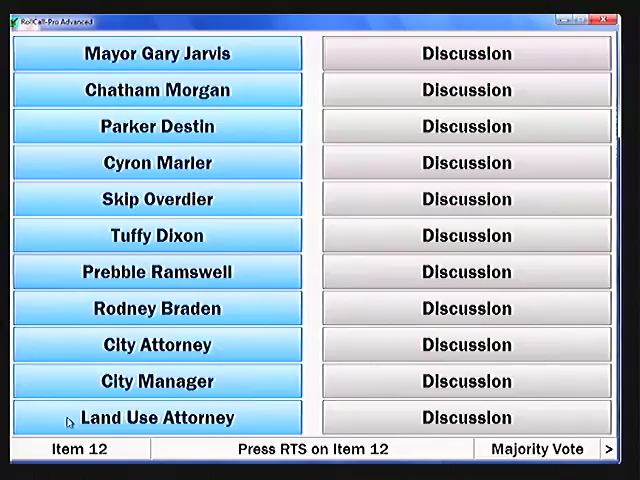 RollCall-Pro Advanced
Mayor Gary Jarvis Discussion
Chatham Morgan Discussion
Parker Destin Discussion
Cyron Marler Discussion
Skip Overdier Discussion
Tuffy Dixon Discussion
Prebble Ramswell Discussion
Rodney Braden Discussion
City Attorney Discussion
City Manager Discussion
Land Use Attorney Discussion
Item 12 Press RTS on Item 12 Majority Vote >